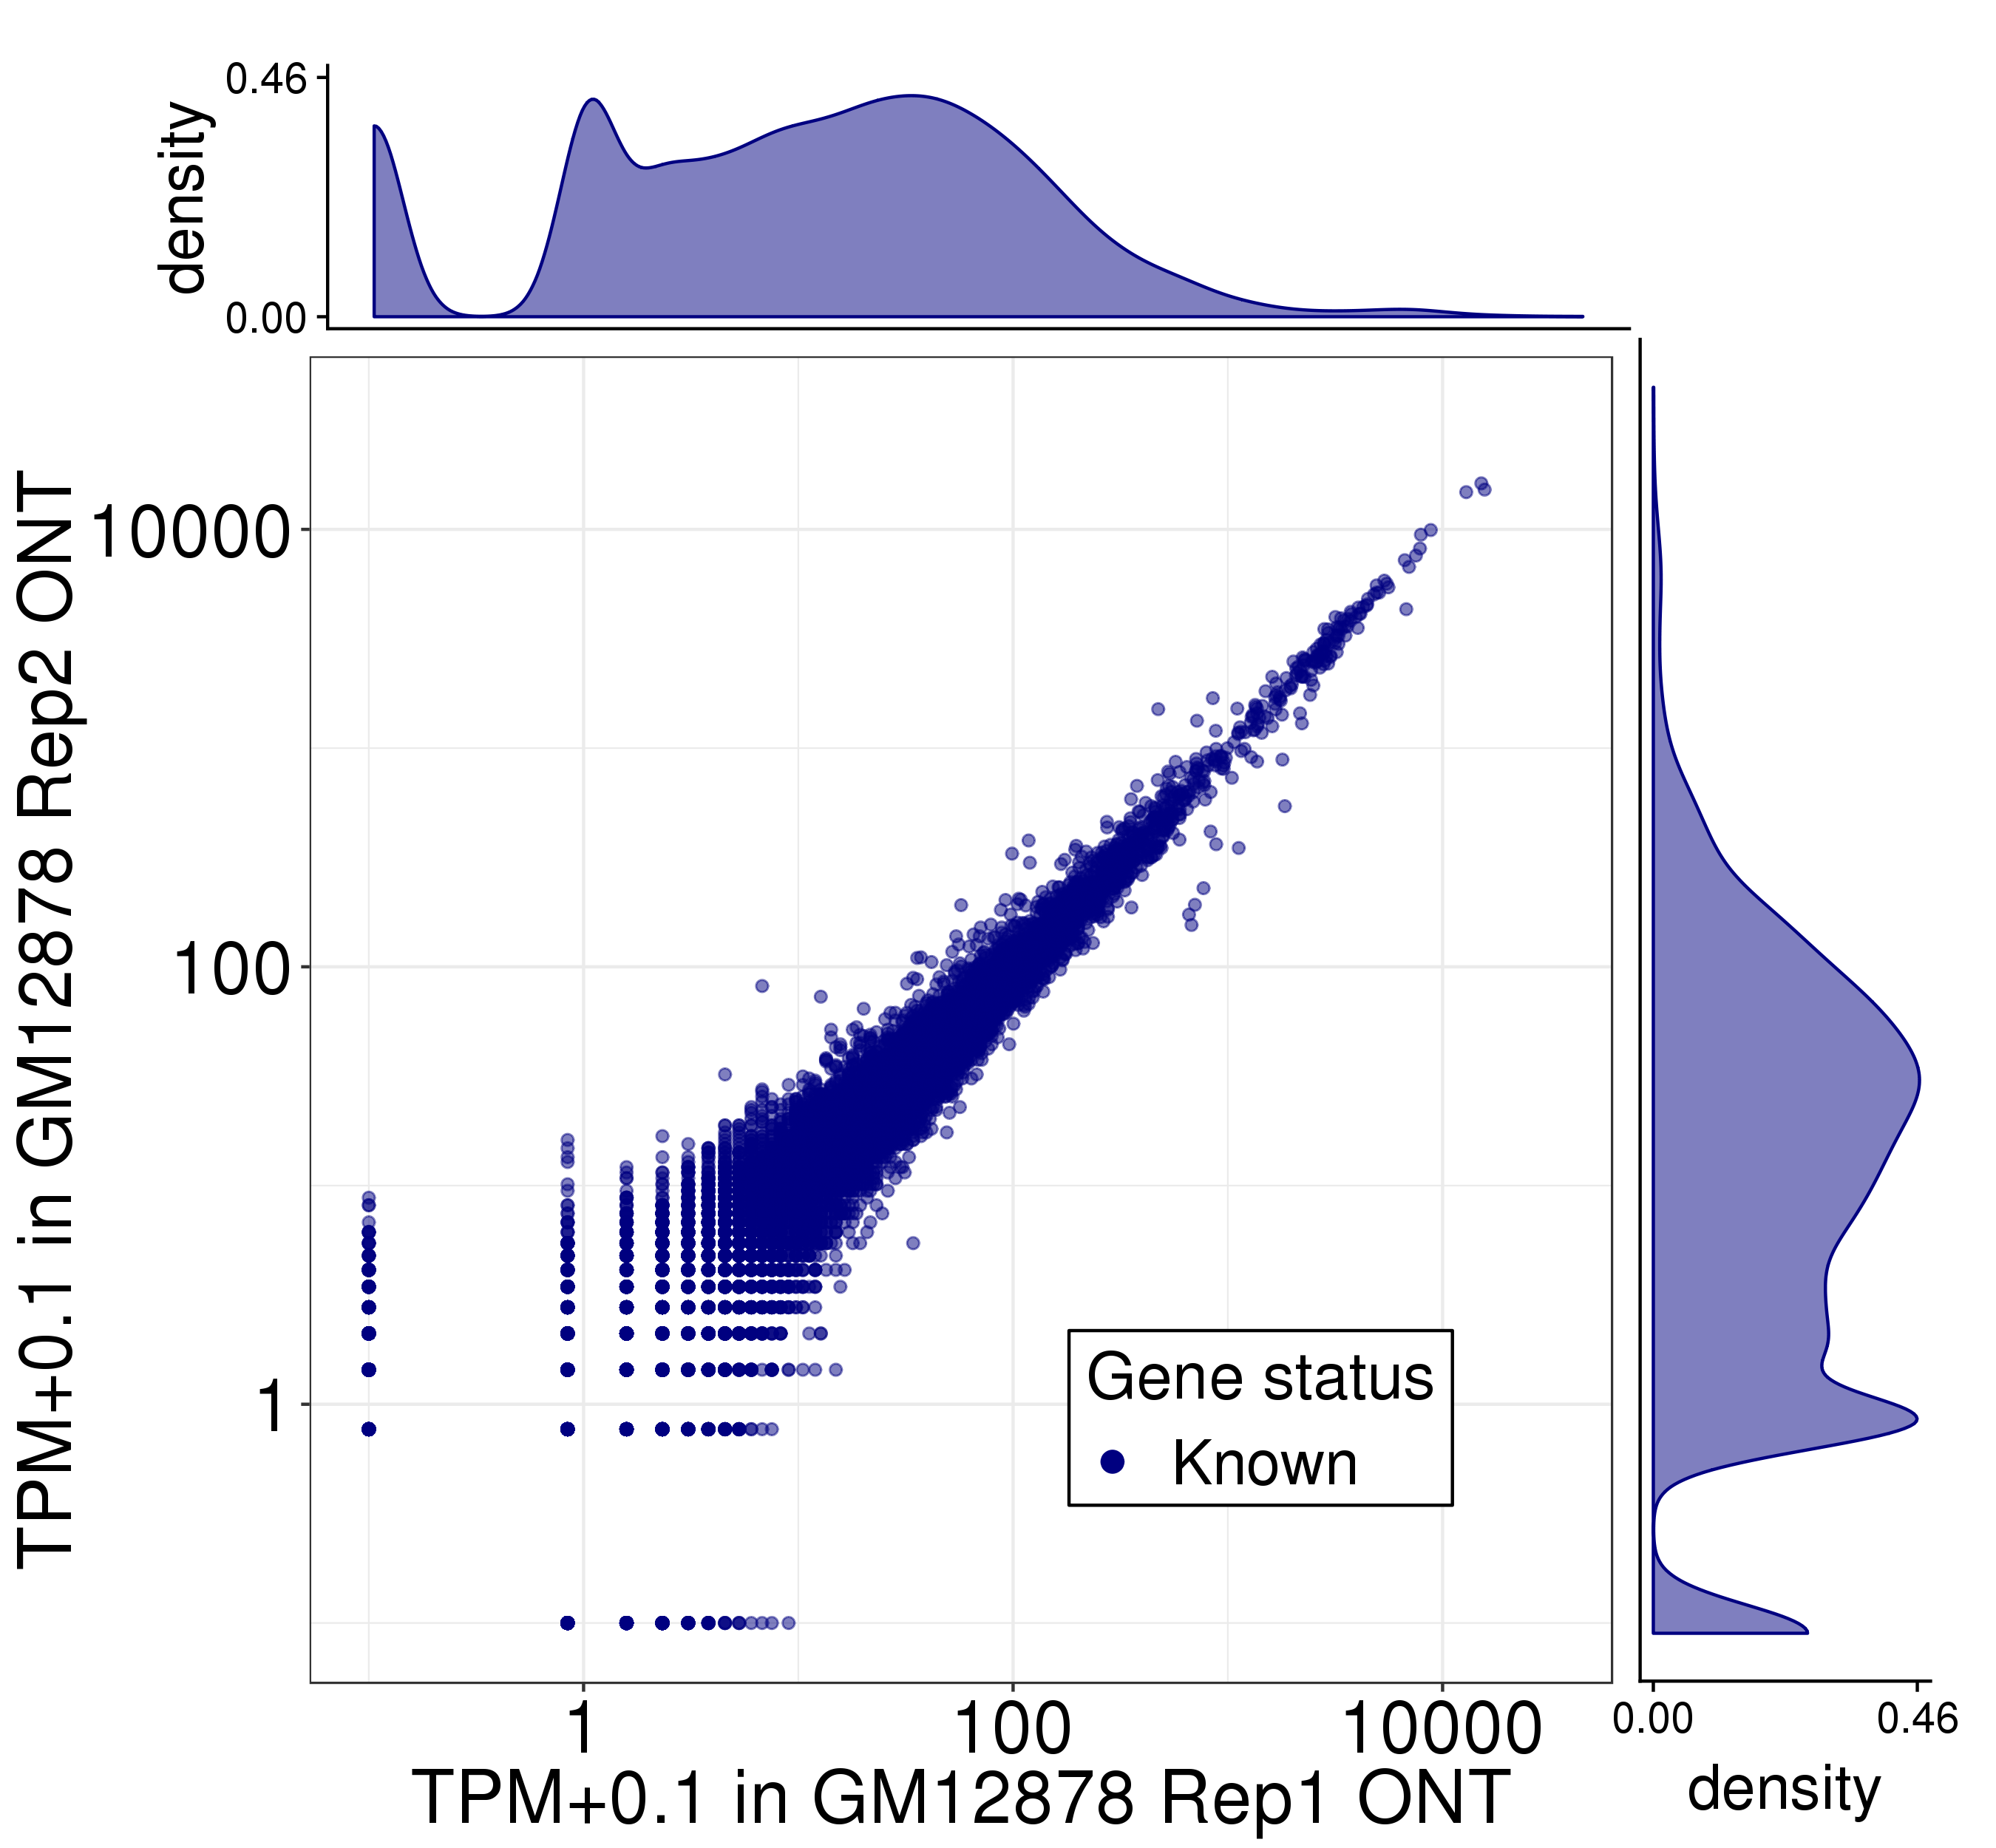 0.46
density
0.00
TPM+0.1 in GM12878 Rep2 ONT
10000
100
1
Gene status
Known
1 100 10000
TPM+0.1 in GM12878 Rep1 ONT
0.00 0.46
density